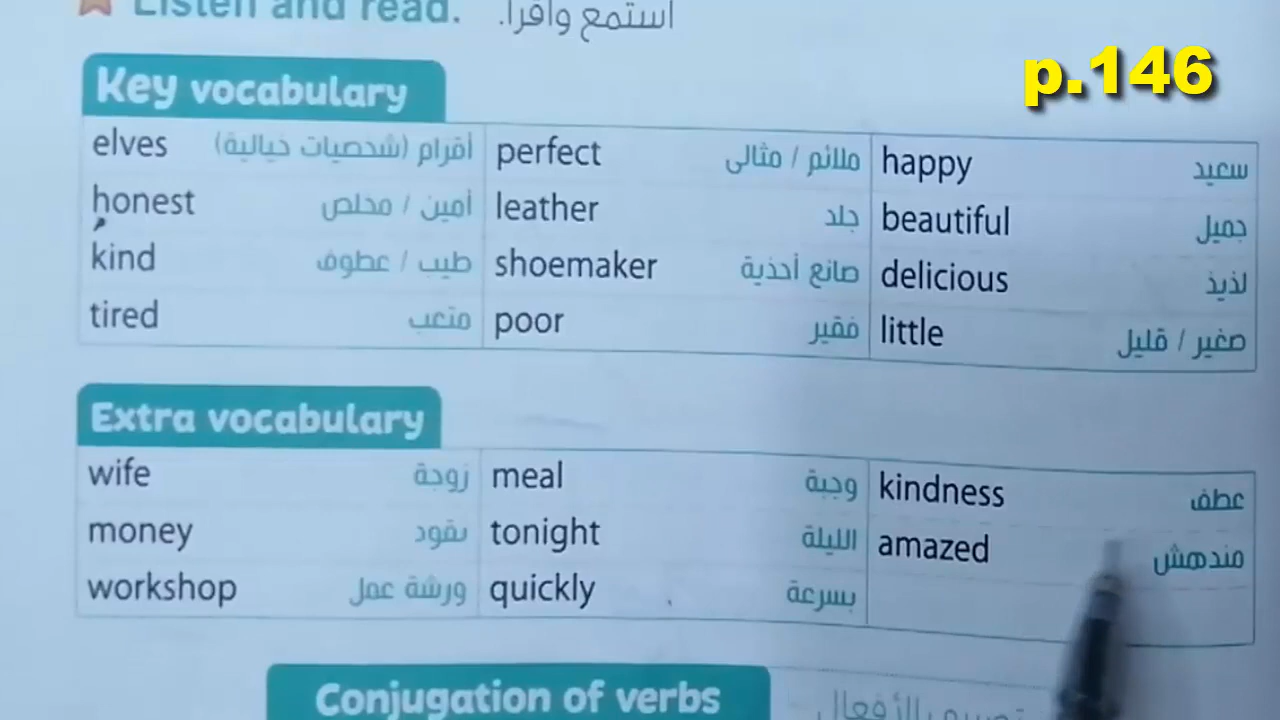 Listen and read. استمع واقرأ.
p.146
Key vocabulary
elves أقزام (شخصيات خيالية) perfect ملائم / مثالى happy سعيد
honest أمين / مخلص leather جلد beautiful جميل
kind طيب / عطوف shoemaker صانع أحذية delicious لذيذ
tired متعب poor فقير little صغير / قليل
Extra vocabulary
wife زوجة meal وجبة kindness عطف
money نقود tonight الليلة amazed مندهش
workshop ورشة عمل quickly بسرعة
Conjugation of verbs تصريف الأفعال